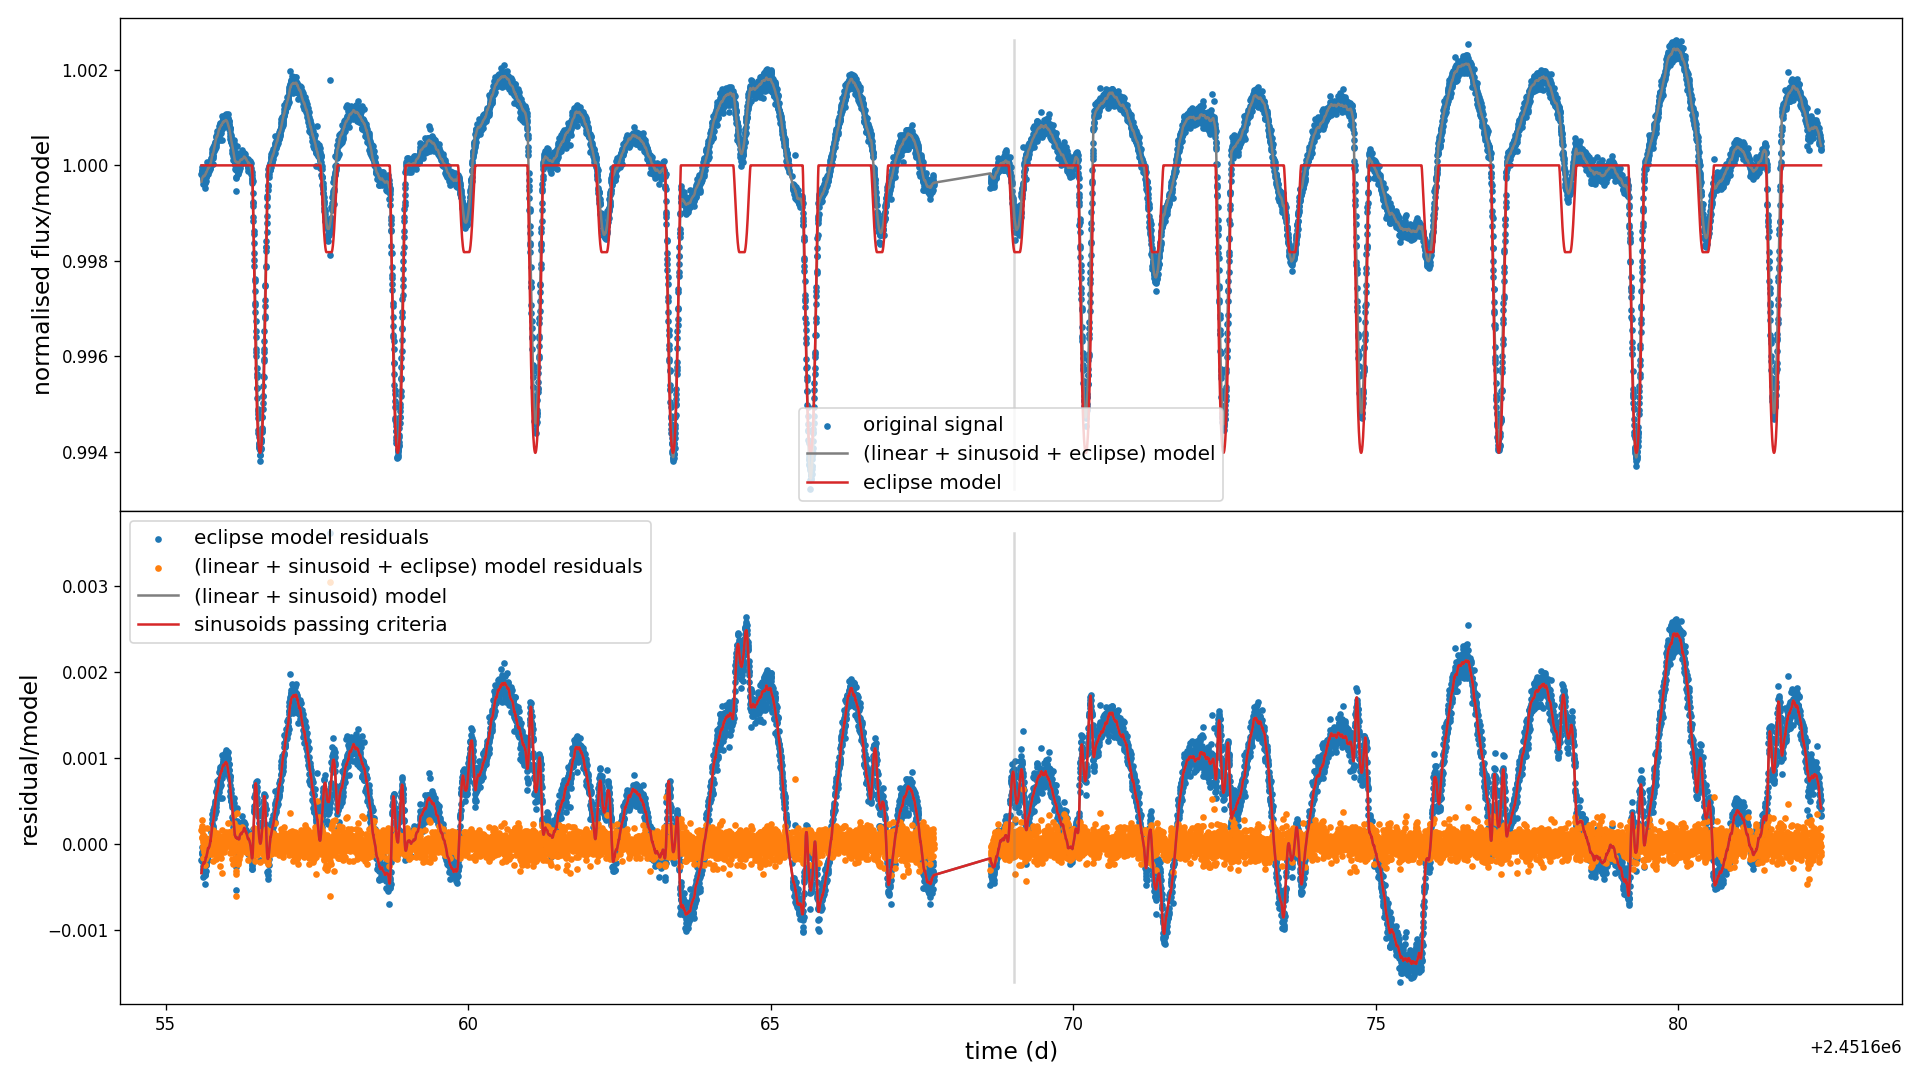 normalised flux/model
1.002
1.000
0.998
0.996
0.994
original signal
(linear + sinusoid + eclipse) model
eclipse model
residual/model
0.003
0.002
0.001
0.000
−0.001
eclipse model residuals
(linear + sinusoid + eclipse) model residuals
(linear + sinusoid) model
sinusoids passing criteria
55 60 65 70 75 80
time (d)
+2.4516e6